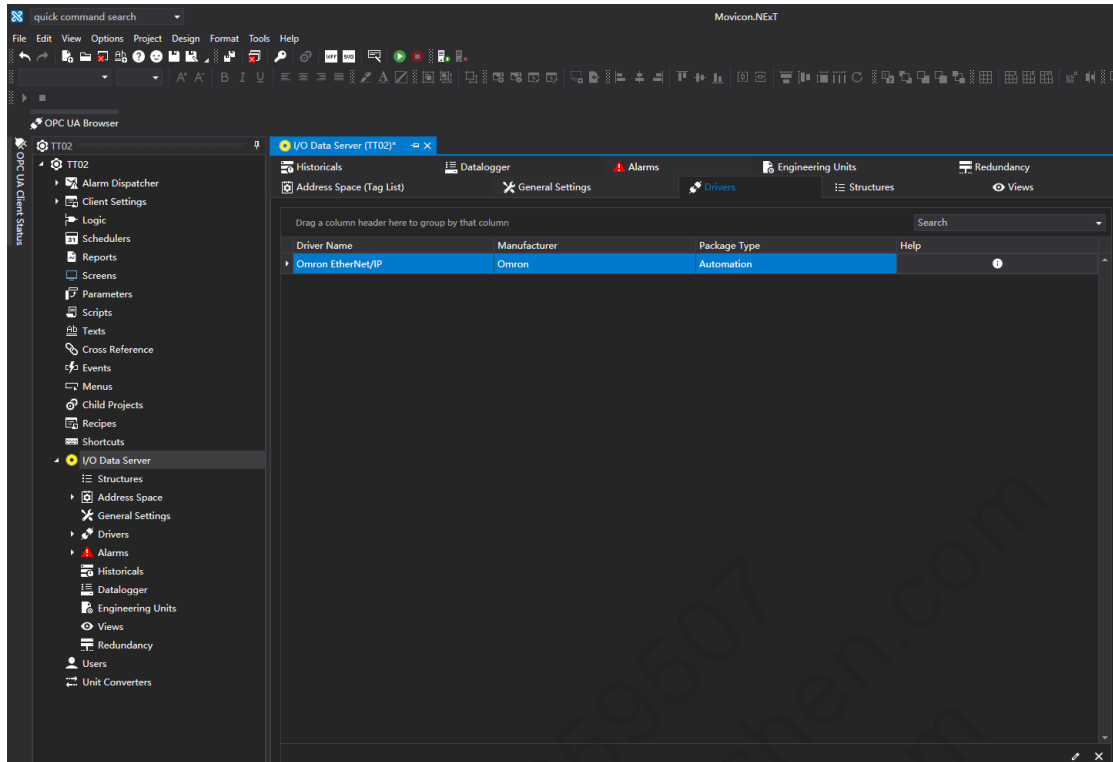 quick command search
Movicon.NExT
File Edit View Options Project Design Format Tools Help
WPF SVG
A A B I U
OPC UA Browser
OPC UA Client Status
TT02
TT02
Alarm Dispatcher
Client Settings
Logic
31 Schedulers
Reports
Screens
Parameters
Scripts
Ab Texts
Cross Reference
Events
Menus
Child Projects
Recipes
Shortcuts
I/O Data Server
Structures
Address Space
General Settings
Drivers
Alarms
Historicals
Datalogger
Engineering Units
Views
Redundancy
Users
Unit Converters
I/O Data Server (TT02)*
Historicals Datalogger Alarms Engineering Units Redundancy
Address Space (Tag List) General Settings Drivers Structures Views
Drag a column header here to group by that column
Search
Driver Name Manufacturer Package Type Help
Omron EtherNet/IP Omron Automation